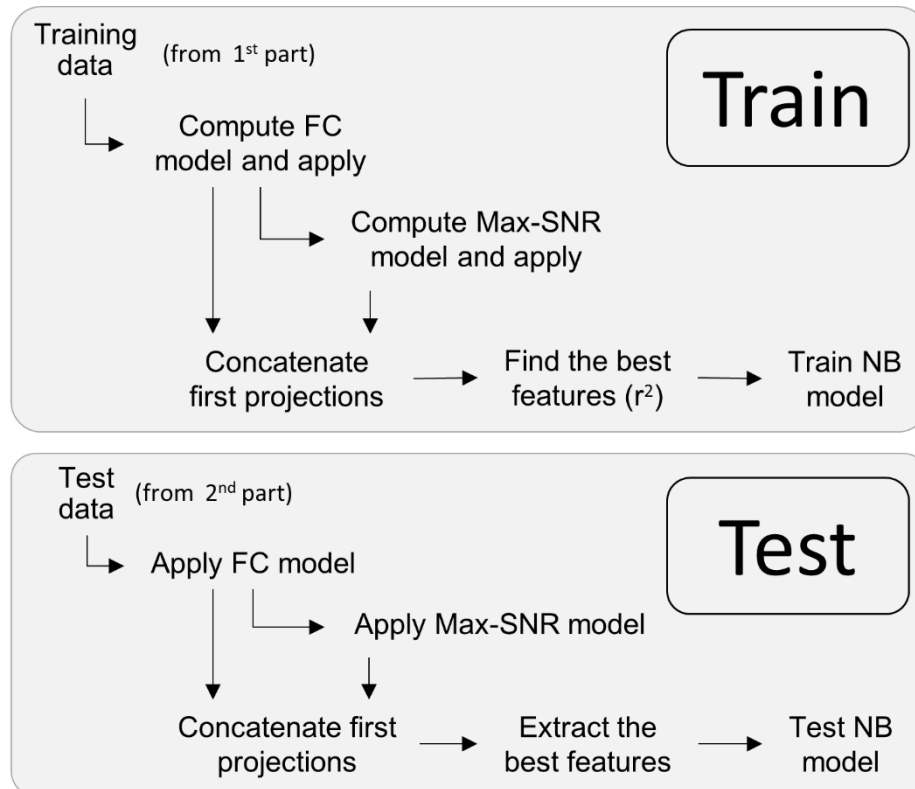 Training
data (from 1st part)
Train
Compute FC
model and apply
Compute Max-SNR
model and apply
Concatenate
first projections
Find the best
features (r²)
Train NB
model
Test
data (from 2nd part)
Test
Apply FC model
Apply Max-SNR model
Concatenate first
projections
Extract the
best features
Test NB
model